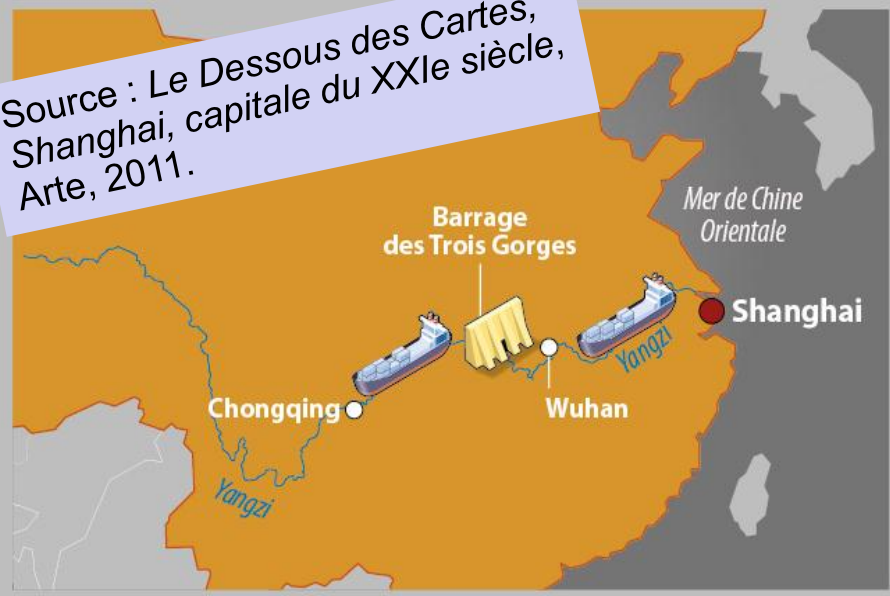 Source : Le Dessous des Cartes,
Shanghai, capitale du XXIe siècle,
Arte, 2011.
Mer de Chine
Orientale
Barrage
des Trois Gorges
Shanghai
Yangzi
Chongqing
Wuhan
Yangzi